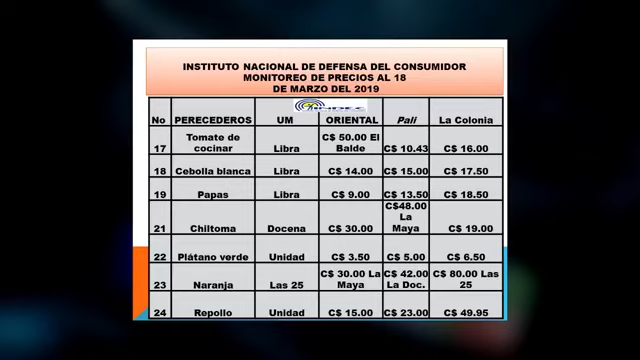 INSTITUTO NACIONAL DE DEFENSA DEL CONSUMIDOR
MONITOREO DE PRECIOS AL 18
DE MARZO DEL 2019
No PERECEDEROS UM ORIENTAL Pali La Colonia
17 Tomate de cocinar Libra C$ 50.00 El Balde C$ 10.43 C$ 16.00
18 Cebolla blanca Libra C$ 14.00 C$ 15.00 C$ 17.50
19 Papas Libra C$ 9.00 C$ 13.50 C$ 18.50
21 Chiltoma Docena C$ 30.00 C$48.00 La Maya C$ 19.00
22 Plátano verde Unidad C$ 3.50 C$ 5.00 C$ 6.50
23 Naranja Las 25 C$ 30.00 La Maya C$ 42.00 La Doc. C$ 80.00 Las 25
24 Repollo Unidad C$ 15.00 C$ 23.00 C$ 49.95